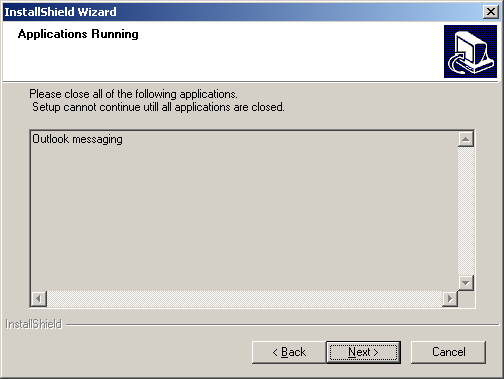 InstallShield Wizard
Applications Running
Please close all of the following applications.
Setup cannot continue utill all applications are closed.
Outlook messaging
InstallShield
< Back
Next >
Cancel